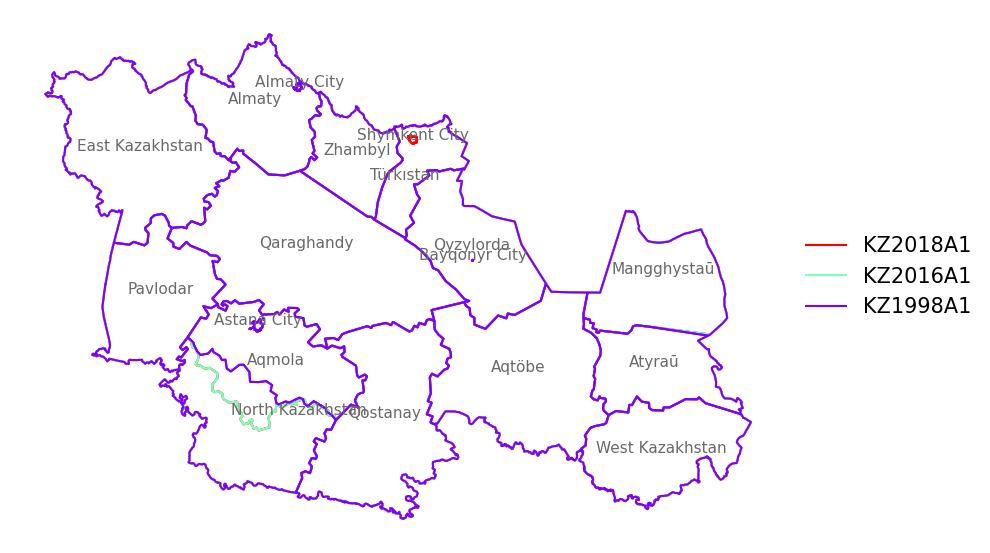 Almaty City
Almaty
Shymkent City
East Kazakhstan
Zhambyl
Türkıstan
Qaraghandy
Qyzylorda
Bayqonyr City
Mangghystaū
Pavlodar
Astana City
Aqmola
Aqtöbe
Atyraū
North Kazakhstan
Qostanay
West Kazakhstan
KZ2018A1
KZ2016A1
KZ1998A1